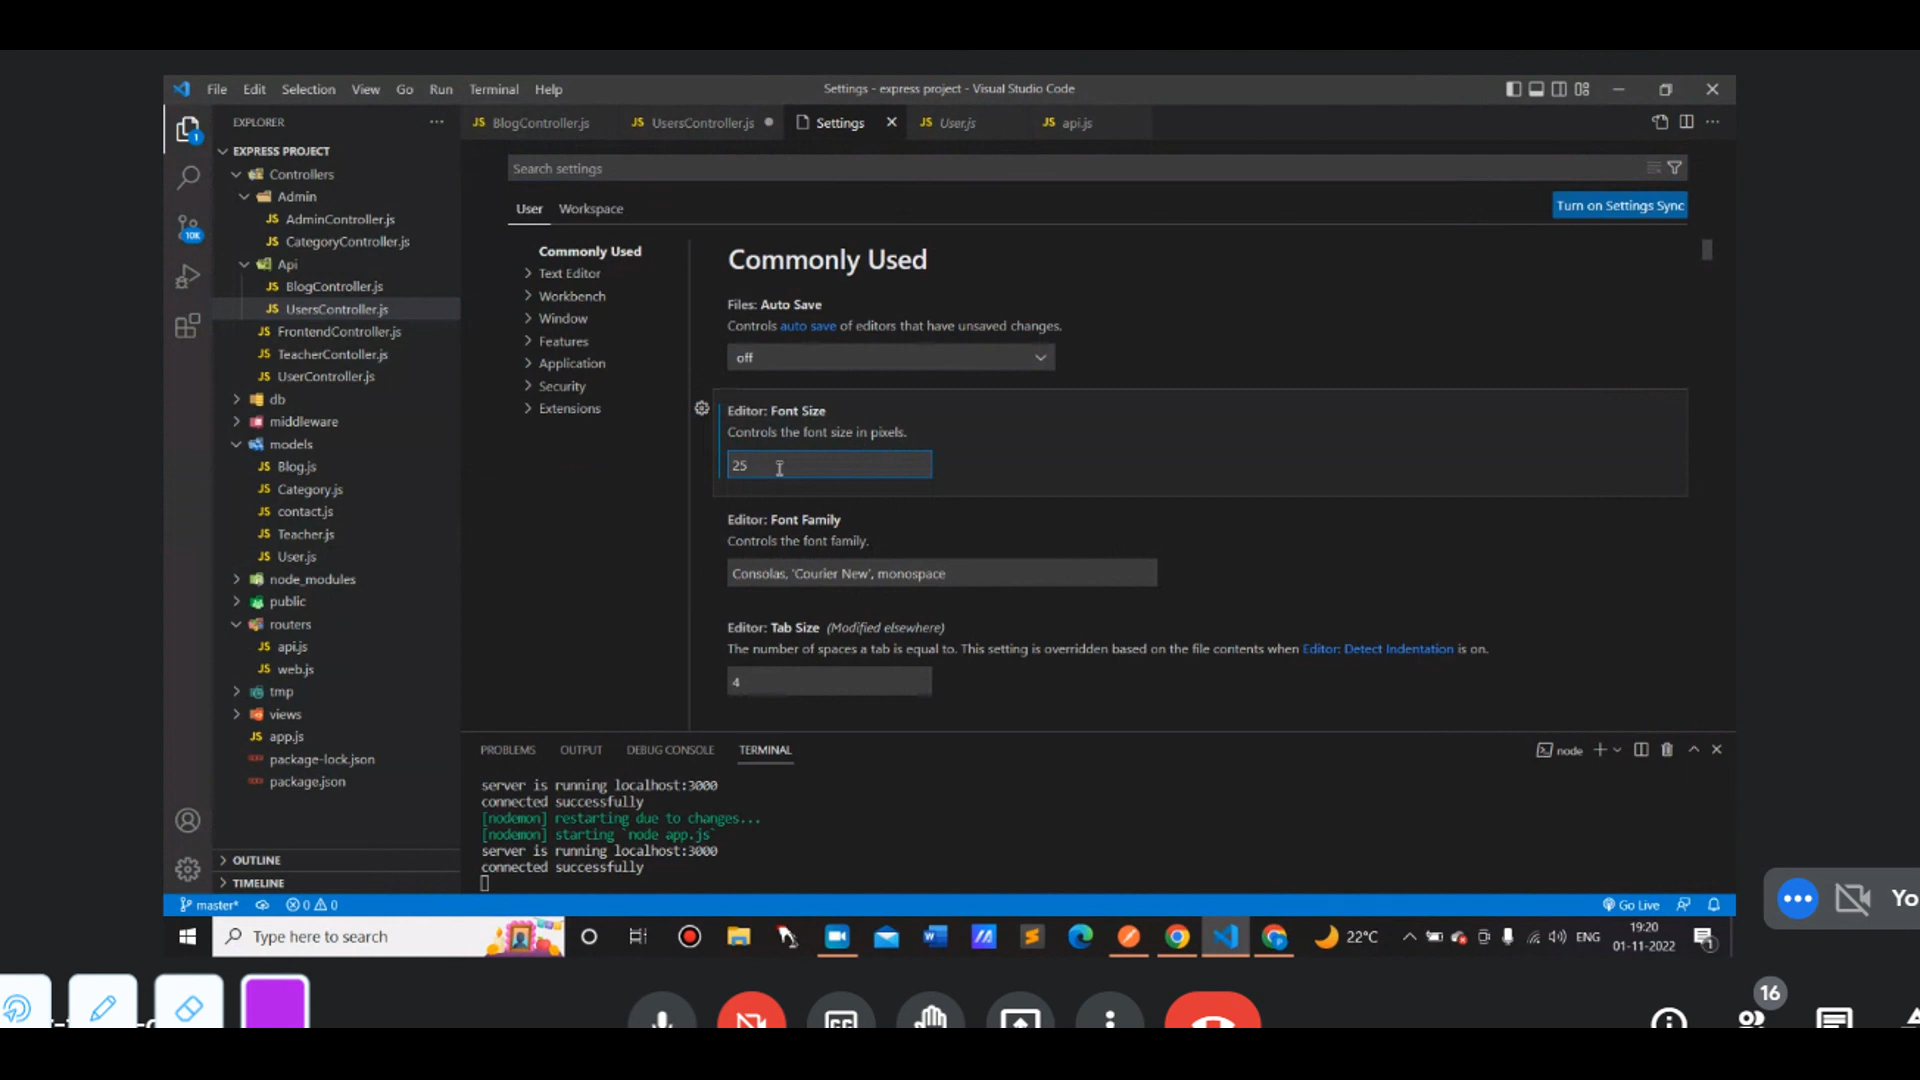 File Edit Selection View Go Run Terminal Help
Settings - express project - Visual Studio Code
EXPLORER
BlogController.js
UsersController.js
Settings
User.js
api.js
EXPRESS PROJECT
Controllers
Admin
AdminController.js
CategoryController.js
Api
BlogController.js
UsersController.js
FrontendController.js
TeacherContoller.js
UserController.js
db
middleware
models
Blog.js
Category.js
contact.js
Teacher.js
User.js
node_modules
public
routers
api.js
web.js
tmp
views
app.js
package-lock.json
package.json
OUTLINE
TIMELINE
1
10K
Search settings
User Workspace
Turn on Settings Sync
Commonly Used
Text Editor
Workbench
Window
Features
Application
Security
Extensions
Commonly Used
Files: Auto Save
Controls auto save of editors that have unsaved changes.
off
Editor: Font Size
Controls the font size in pixels.
25
Editor: Font Family
Controls the font family.
Consolas, 'Courier New', monospace
Editor: Tab Size (Modified elsewhere)
The number of spaces a tab is equal to. This setting is overridden based on the file contents when Editor: Detect Indentation is on.
4
PROBLEMS OUTPUT DEBUG CONSOLE TERMINAL
node
server is running localhost:3000
connected successfully
[nodemon] restarting due to changes...
[nodemon] starting `node app.js`
server is running localhost:3000
connected successfully
master*
0 0
Go Live
Type here to search
22°C
ENG
19:20
01-11-2022
1
Yo
CC
16